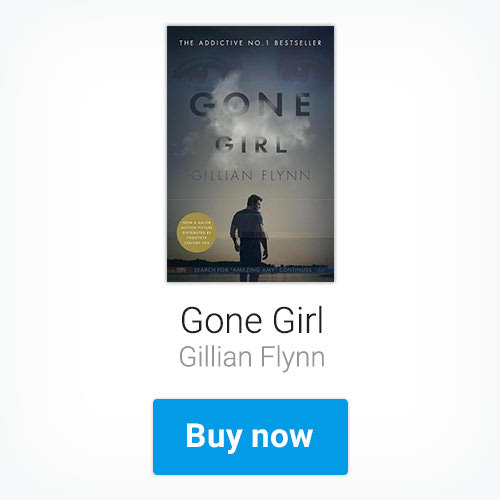 THE ADDICTIVE NO.1 BESTSELLER
GONE
GIRL
GILLIAN FLYNN
NOW A MAJOR
MOTION PICTURE
DISTRIBUTED BY
TWENTIETH
CENTURY FOX
SEARCH FOR "AMAZING AMY" CONTINUES
Gone Girl
Gillian Flynn
Buy now